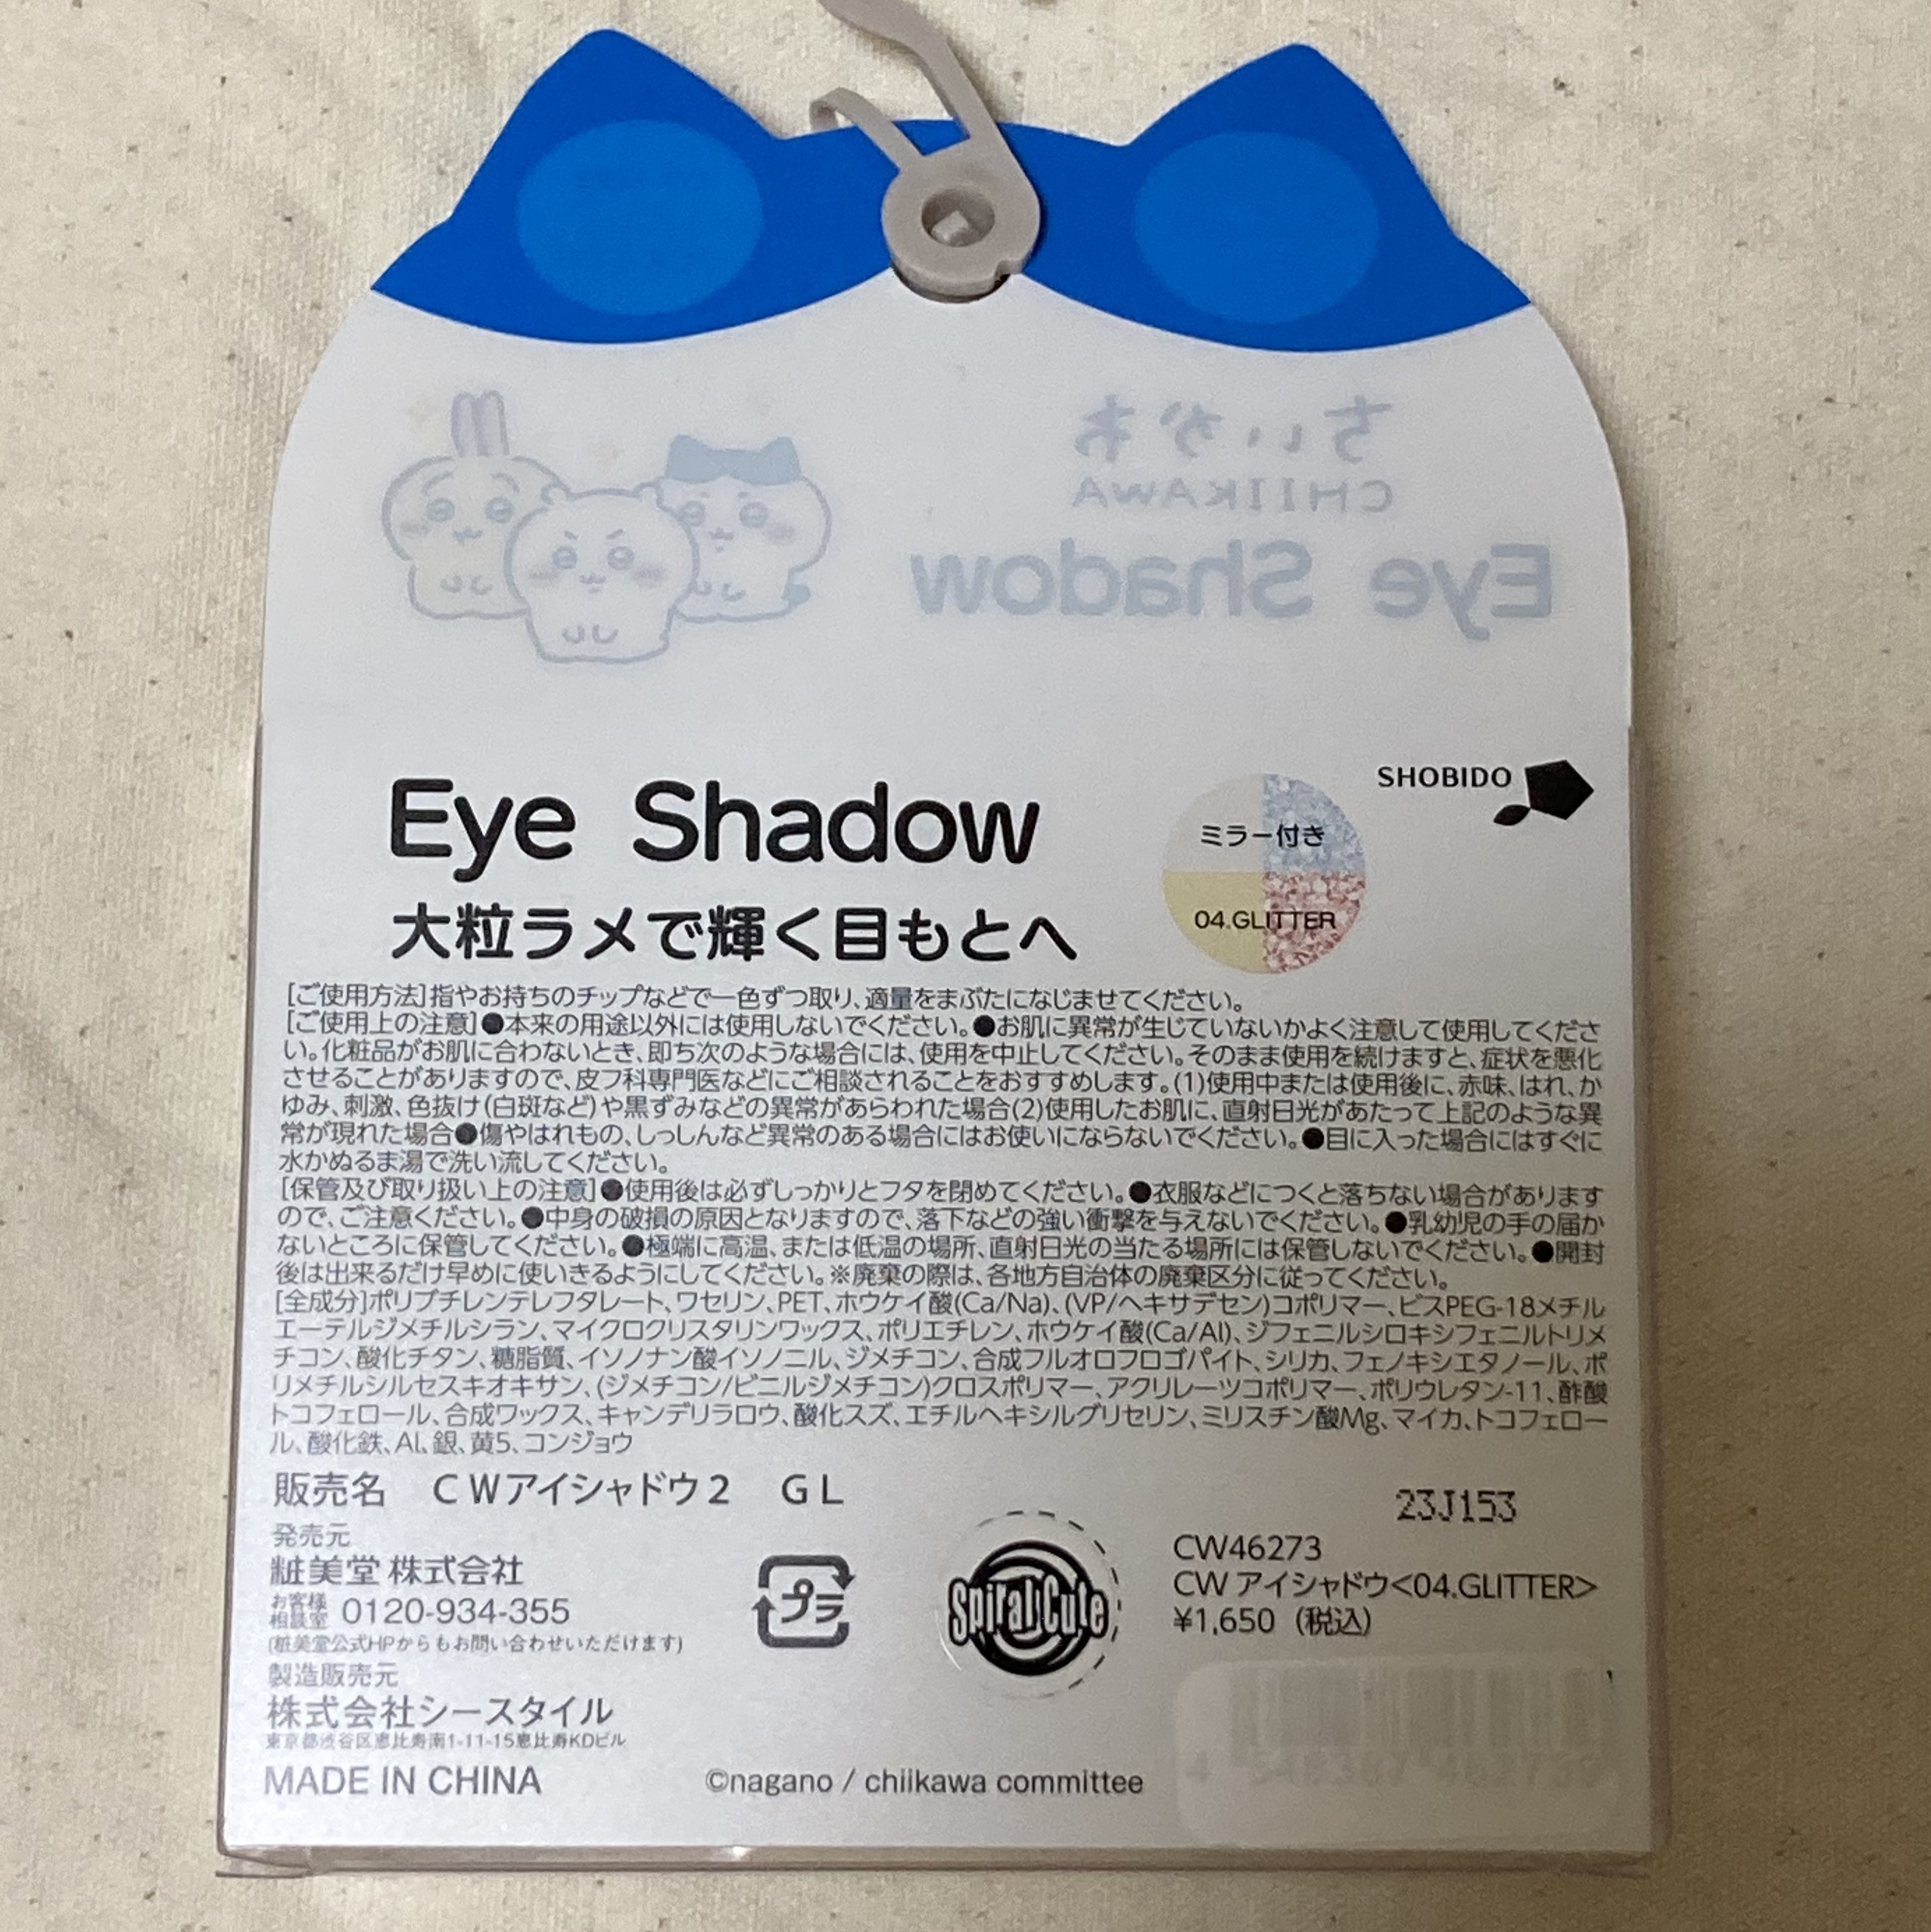 ちいかわ
CHIIKAWA
Eye Shadow
Eye Shadow
SHOBIDO
ミラー付き
04.GLITTER
大粒ラメで輝く目もとへ
[ご使用方法]指やお持ちのチップなどで一色ずつ取り、適量をまぶたになじませてください。
[ご使用上の注意]●本来の用途以外には使用しないでください。●お肌に異常が生じていないかよく注意して使用してくださ
い。化粧品がお肌に合わないとき、即ち次のような場合には、使用を中止してください。そのまま使用を続けますと、症状を悪化
させることがありますので、皮フ科専門医などにご相談されることをおすすめします。(1)使用中または使用後に、赤味、はれ、か
ゆみ、刺激、色抜け(白斑など)や黒ずみなどの異常があらわれた場合(2)使用したお肌に、直射日光があたって上記のような異
常が現れた場合●傷やはれもの、しっしんなど異常のある場合にはお使いにならないでください。●目に入った場合にはすぐに
水かぬるま湯で洗い流してください。
[保管及び取り扱い上の注意]●使用後は必ずしっかりとフタを閉めてください。●衣服などにつくと落ちない場合があります
ので、ご注意ください。●中身の破損の原因となりますので、落下などの強い衝撃を与えないでください。●乳幼児の手の届か
ないところに保管してください。●極端に高温、または低温の場所、直射日光の当たる場所には保管しないでください。●開封
後は出来るだけ早めに使いきるようにしてください。※廃棄の際は、各地方自治体の廃棄区分に従ってください。
[全成分]ポリブチレンテレフタレート、ワセリン、PET、ホウケイ酸(Ca/Na)、(VP/ヘキサデセン)コポリマー、ビスPEG-18メチル
エーテルジメチルシラン、マイクロクリスタリンワックス、ポリエチレン、ホウケイ酸(Ca/Al)、ジフェニルシロキシフェニルトリメ
チコン、酸化チタン、糖脂質、イソノナン酸イソノニル、ジメチコン、合成フルオロフロゴパイト、シリカ、フェノキシエタノール、ポ
リメチルシルセスキオキサン、(ジメチコン/ビニルジメチコン)クロスポリマー、アクリレーツコポリマー、ポリウレタン-11、酢酸
トコフェロール、合成ワックス、キャンデリラロウ、酸化スズ、エチルヘキシルグリセリン、ミリスチン酸Mg、マイカ、トコフェロー
ル、酸化鉄、Al、銀、黄5、コンジョウ
販売名 CWアイシャドウ2 GL
23J153
発売元
粧美堂 株式会社
お客様相談室 0120-934-355
(粧美堂公式HPからもお問い合わせいただけます)
製造販売元
株式会社シースタイル
東京都渋谷区恵比寿南1-11-15恵比寿KDビル
MADE IN CHINA
プラ
Spiral Cute
CW46273
CW アイシャドウ<04.GLITTER>
¥1,650 (税込)
©nagano / chiikawa committee